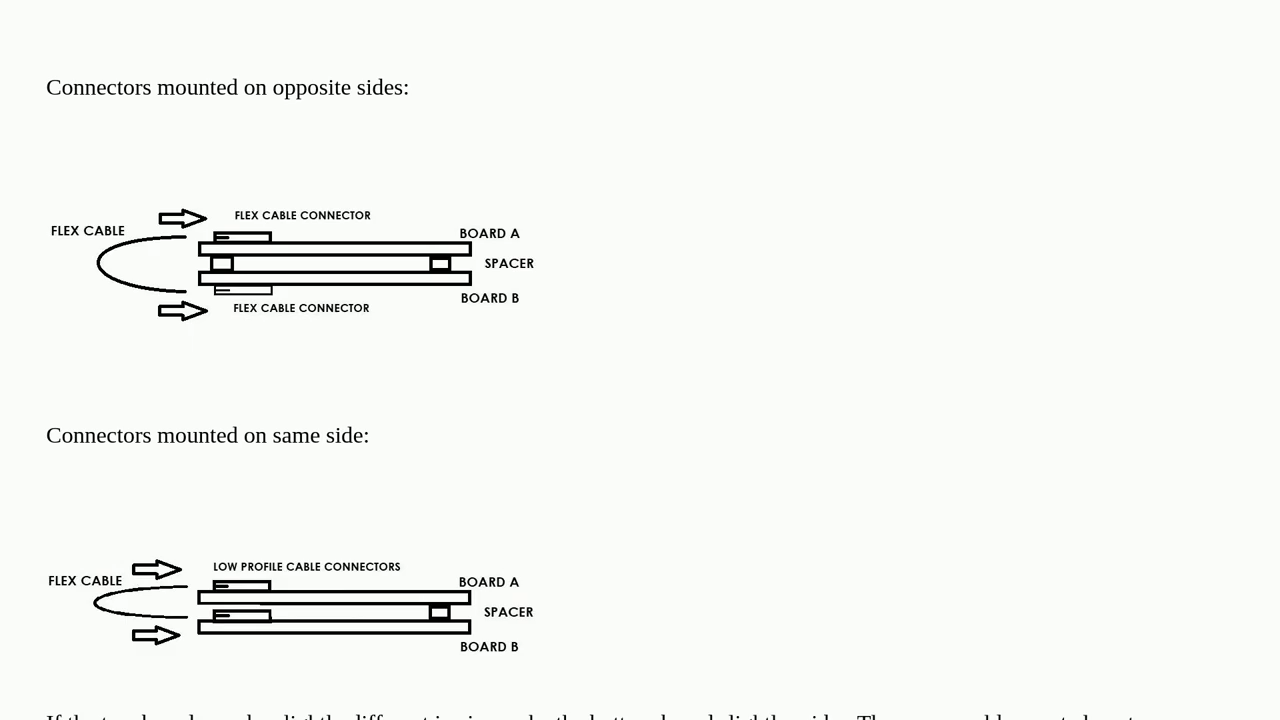 Connectors mounted on opposite sides:
FLEX CABLE CONNECTOR
FLEX CABLE
BOARD A
SPACER
BOARD B
FLEX CABLE CONNECTOR
Connectors mounted on same side:
LOW PROFILE CABLE CONNECTORS
FLEX CABLE
BOARD A
SPACER
BOARD B